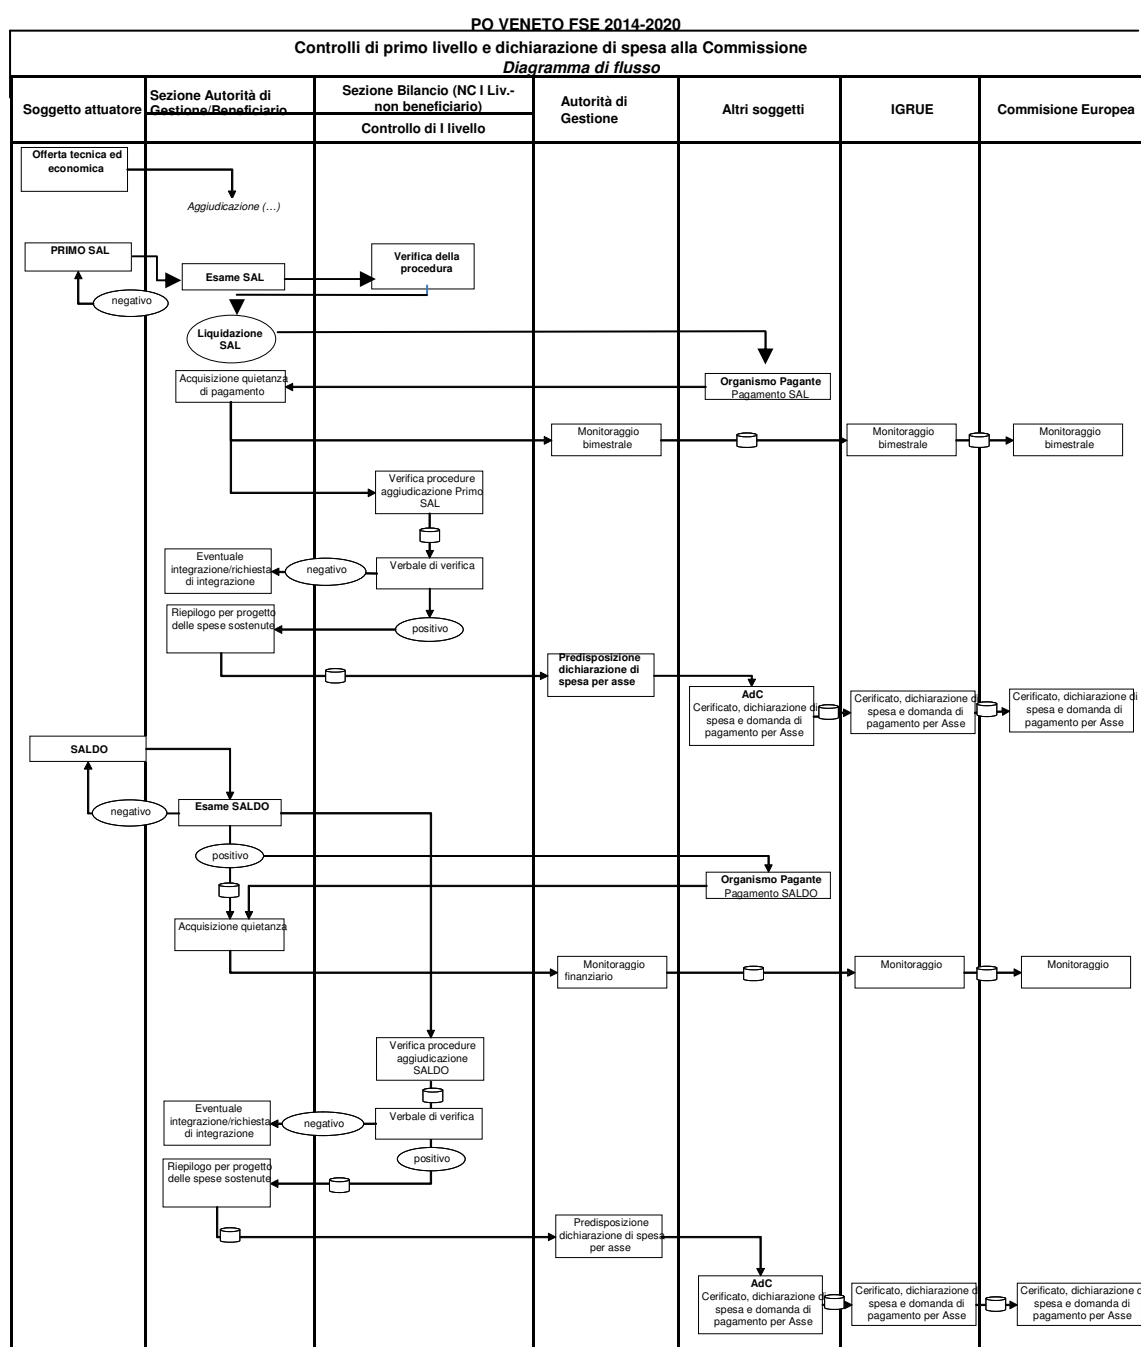 PO VENETO FSE 2014-2020
Controlli di primo livello e dichiarazione di spesa alla Commissione
Diagramma di flusso
Soggetto attuatore
Sezione Autorità di
Gestione/Beneficiario
Sezione Bilancio (NC I Liv.-
non beneficiario)
Controllo di I livello
Autorità di
Gestione
Altri soggetti
IGRUE
Commisione Europea
Offerta tecnica ed
economica
Aggiudicazione (…)
PRIMO SAL
Esame SAL
Verifica della
procedura
negativo
Liquidazione
SAL
Acquisizione quietanza
di pagamento
Organismo Pagante
Pagamento SAL
Monitoraggio
bimestrale
Monitoraggio
bimestrale
Monitoraggio
bimestrale
Verifica procedure
aggiudicazione Primo
SAL
Eventuale
integrazione/richiesta
di integrazione
negativo
Verbale di verifica
Riepilogo per progetto
delle spese sostenute
positivo
Predisposizione
dichiarazione di
spesa per asse
AdC
Cerificato, dichiarazione di
spesa e domanda di
pagamento per Asse
Cerificato, dichiarazione di
spesa e domanda di
pagamento per Asse
Cerificato, dichiarazione di
spesa e domanda di
pagamento per Asse
SALDO
negativo
Esame SALDO
positivo
Organismo Pagante
Pagamento SALDO
Acquisizione quietanza
Monitoraggio
finanziario
Monitoraggio
Monitoraggio
Verifica procedure
aggiudicazione
SALDO
Eventuale
integrazione/richiesta
di integrazione
negativo
Verbale di verifica
positivo
Riepilogo per progetto
delle spese sostenute
Predisposizione
dichiarazione di spesa
per asse
AdC
Cerificato, dichiarazione di
spesa e domanda di
pagamento per Asse
Cerificato, dichiarazione di
spesa e domanda di
pagamento per Asse
Cerificato, dichiarazione di
spesa e domanda di
pagamento per Asse